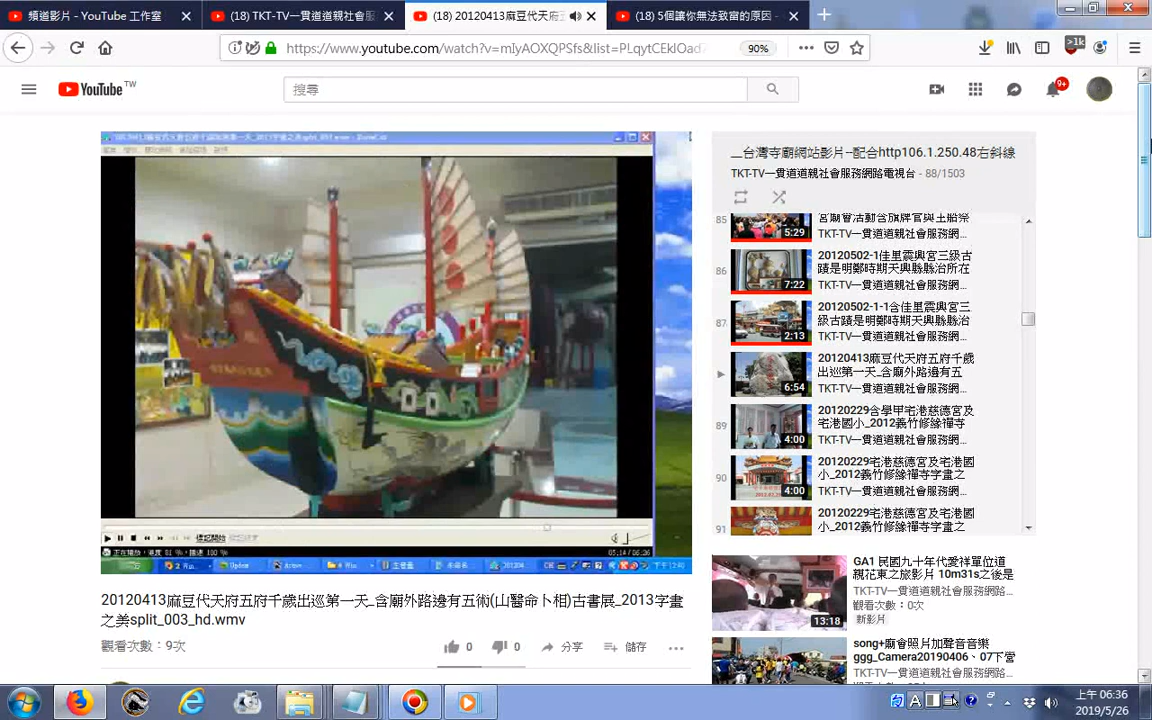 頻道影片 - YouTube 工作室
(18) TKT-TV一貫道道親社會服
(18) 20120413麻豆代天府五
(18) 5個讓你無法致富的原因 -
https://www.youtube.com/watch?v=mIyAOXQPSfs&list=PLqytCEklOad7
90%
>1k
YouTube TW
搜尋
9+
__台灣寺廟網站影片--配合http106.1.250.48右斜線
TKT-TV一貫道道親社會服務網路電視台 - 88/1503
85
5:29
宮廟會活動含旗牌官與王船祭
TKT-TV一貫道道親社會服務網...
86
7:22
20120502-1佳里震興宮三級古
蹟是明鄭時期天興縣縣治所在
TKT-TV一貫道道親社會服務網...
87
2:13
20120502-1-1含佳里震興宮三
級古蹟是明鄭時期天興縣縣治
TKT-TV一貫道道親社會服務網...
6:54
20120413麻豆代天府五府千歲
出巡第一天_含廟外路邊有五
TKT-TV一貫道道親社會服務網...
89
4:00
20120229含學甲宅港慈德宮及
宅港國小_2012義竹修緣禪寺
TKT-TV一貫道道親社會服務網...
90
4:00
20120229宅港慈德宮及宅港國
小_2012義竹修緣禪寺字畫之
TKT-TV一貫道道親社會服務網...
91
20120229宅港慈德宮及宅港國
小_2012義竹修緣禪寺字畫之
05:14 / 06:26
20120413麻豆代天府五府千歲出巡第一天_含廟外路邊有五術(山醫命卜相)古書展_2013字畫
之美split_003_hd.wmv
觀看次數：9次
0
0
分享
儲存
13:18
GA1 民國九十年代愛祥單位道
親花東之旅影片 10m31s之後是
TKT-TV一貫道道親社會服務網路...
觀看次數：0次
新影片
song+廟會照片加聲音音樂
ggg_Camera20190406、07下營
TKT-TV一貫道道親社會服務網路...
上午 06:36
2019/5/26